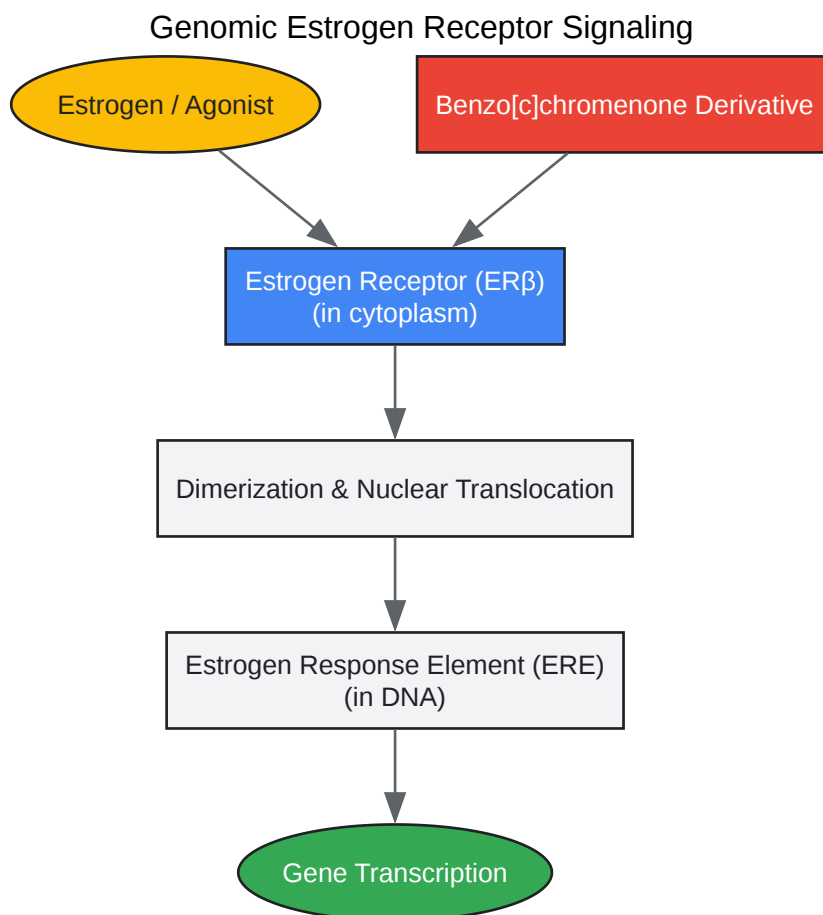 Genomic Estrogen Receptor Signaling
Estrogen / Agonist
Benzo[c]chromenone Derivative
Estrogen Receptor (ERβ)
(in cytoplasm)
Dimerization & Nuclear Translocation
Estrogen Response Element (ERE)
(in DNA)
Gene Transcription